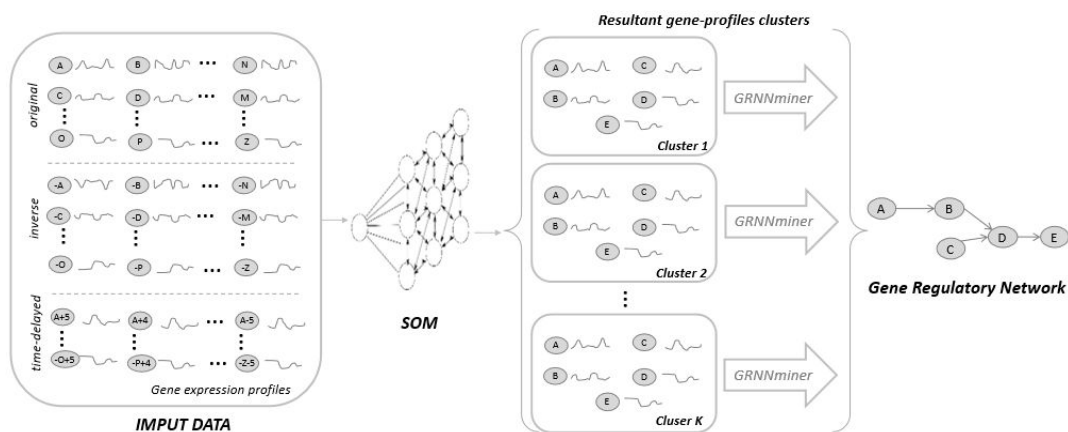 Resultant gene-profiles clusters
original
A B ••• N
C D ••• M
O P ••• Z
inverse
-A -B ••• -N
-C -D ••• -M
-O -P ••• -Z
time-delayed
A+5 A+4 ••• A-5
-O+5 -P+4 ••• -Z-5
Gene expression profiles
IMPUT DATA
SOM
A C
B D
E
Cluster 1
GRNNminer
A C
B D
E
Cluster 2
GRNNminer
A C
B D
E
Cluser K
GRNNminer
A B
C D E
Gene Regulatory Network